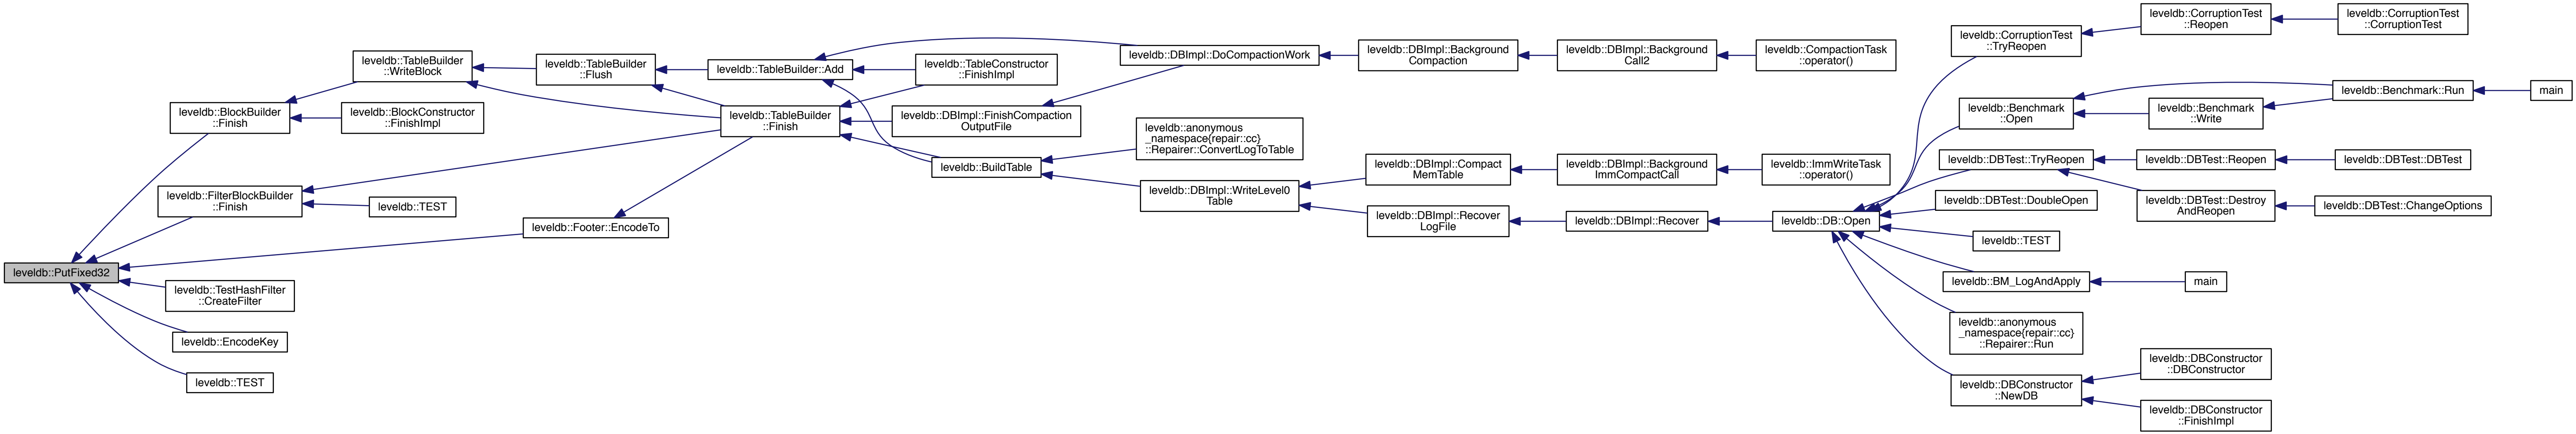 leveldb::PutFixed32
leveldb::BlockBuilder
::Finish
leveldb::FilterBlockBuilder
::Finish
leveldb::Footer::EncodeTo
leveldb::TestHashFilter
::CreateFilter
leveldb::EncodeKey
leveldb::TEST
leveldb::TableBuilder
::WriteBlock
leveldb::BlockConstructor
::FinishImpl
leveldb::TEST
leveldb::TableBuilder
::Flush
leveldb::TableBuilder::Add
leveldb::TableBuilder
::Finish
leveldb::TableConstructor
::FinishImpl
leveldb::DBImpl::FinishCompaction
OutputFile
leveldb::BuildTable
leveldb::DBImpl::DoCompactionWork
leveldb::anonymous
_namespace{repair::cc}
::Repairer::ConvertLogToTable
leveldb::DBImpl::WriteLevel0
Table
leveldb::DBImpl::Background
Compaction
leveldb::DBImpl::Background
Call2
leveldb::CompactionTask
::operator()
leveldb::DBImpl::Compact
MemTable
leveldb::DBImpl::Background
ImmCompactCall
leveldb::ImmWriteTask
::operator()
leveldb::DBImpl::Recover
LogFile
leveldb::DBImpl::Recover
leveldb::DB::Open
leveldb::CorruptionTest
::TryReopen
leveldb::CorruptionTest
::Reopen
leveldb::CorruptionTest
::CorruptionTest
leveldb::Benchmark
::Open
leveldb::Benchmark
::Write
leveldb::Benchmark::Run
main
leveldb::DBTest::TryReopen
leveldb::DBTest::Reopen
leveldb::DBTest::DBTest
leveldb::DBTest::Destroy
AndReopen
leveldb::DBTest::ChangeOptions
leveldb::DBTest::DoubleOpen
leveldb::TEST
leveldb::BM_LogAndApply
main
leveldb::anonymous
_namespace{repair::cc}
::Repairer::Run
leveldb::DBConstructor
::NewDB
leveldb::DBConstructor
::DBConstructor
leveldb::DBConstructor
::FinishImpl